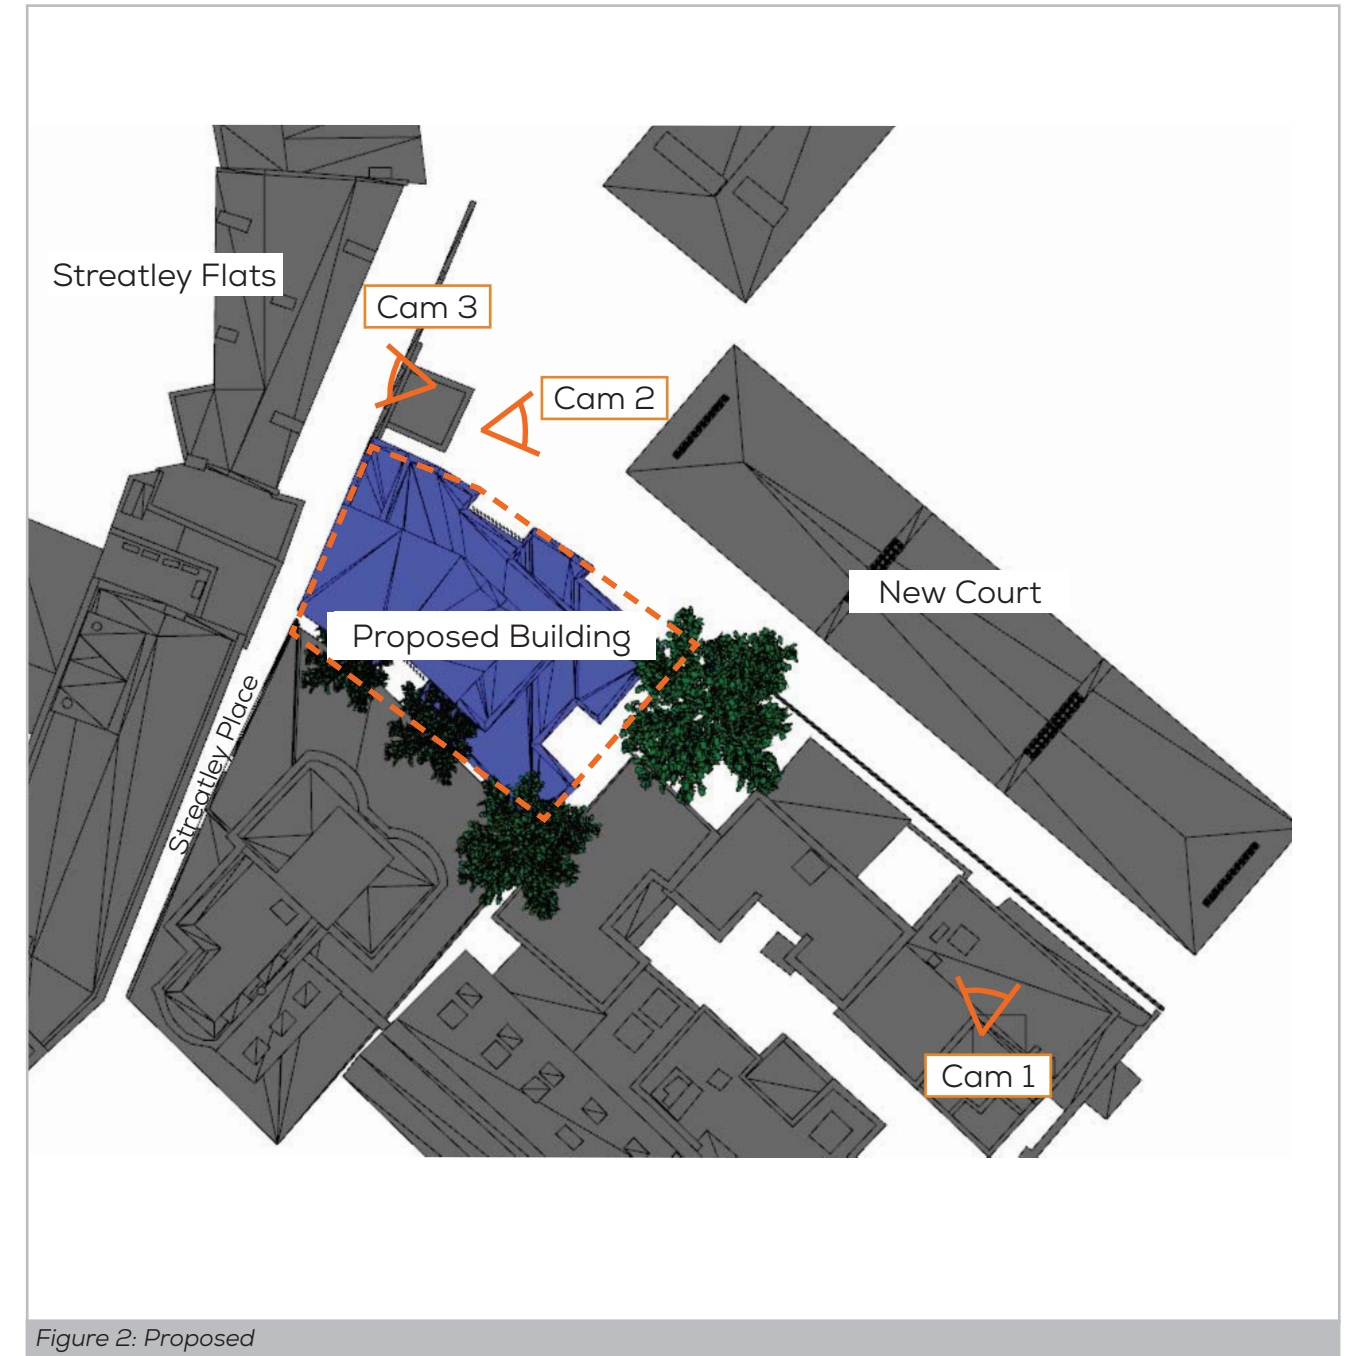 Streatley Flats
Cam 3
Cam 2
New Court
Proposed Building
Streatley Place
Cam 1
Figure 2: Proposed